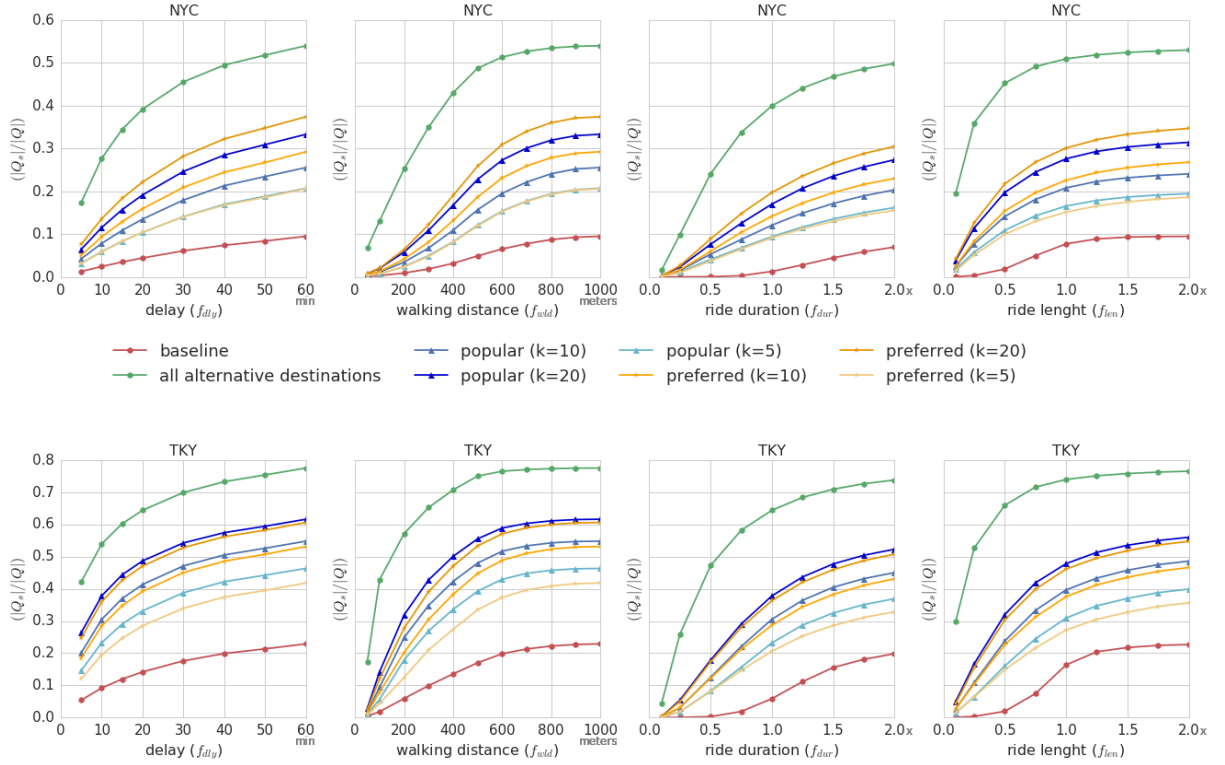 NYC NYC NYC NYC
0.6
0.5
0.4
0.3
0.2
0.1
0.0
(|Q_s|/|Q|) (|Q_s|/|Q|) (|Q_s|/|Q|) (|Q_s|/|Q|)
0 10 20 30 40 50 60 0 200 400 600 800 1000 0.0 0.5 1.0 1.5 2.0x 0.0 0.5 1.0 1.5 2.0x
min meters
delay (f_dly) walking distance (f_wld) ride duration (f_dur) ride lenght (f_len)
baseline popular (k=10) popular (k=5) preferred (k=20)
all alternative destinations popular (k=20) preferred (k=10) preferred (k=5)
TKY TKY TKY TKY
0.8
0.7
0.6
0.5
0.4
0.3
0.2
0.1
0.0
(|Q_s|/|Q|) (|Q_s|/|Q|) (|Q_s|/|Q|) (|Q_s|/|Q|)
0 10 20 30 40 50 60 0 200 400 600 800 1000 0.0 0.5 1.0 1.5 2.0x 0.0 0.5 1.0 1.5 2.0x
min meters
delay (f_dly) walking distance (f_wld) ride duration (f_dur) ride lenght (f_len)